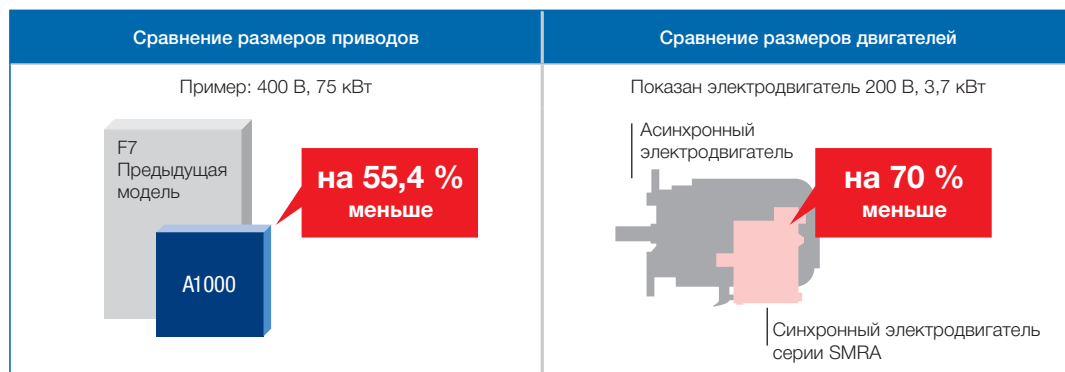 Сравнение размеров приводов
Пример: 400 В, 75 кВт
F7
Предыдущая
модель
на 55,4 %
меньше
A1000
Сравнение размеров двигателей
Показан электродвигатель 200 В, 3,7 кВт
Асинхронный
электродвигатель
на 70 %
меньше
Синхронный электродвигатель
серии SMRA